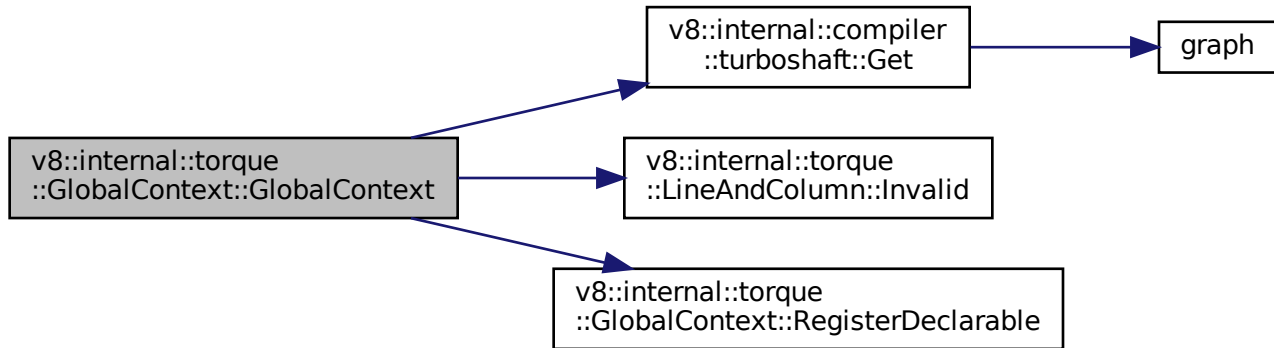 v8::internal::torque
::GlobalContext::GlobalContext
v8::internal::compiler
::turboshaft::Get
graph
v8::internal::torque
::LineAndColumn::Invalid
v8::internal::torque
::GlobalContext::RegisterDeclarable